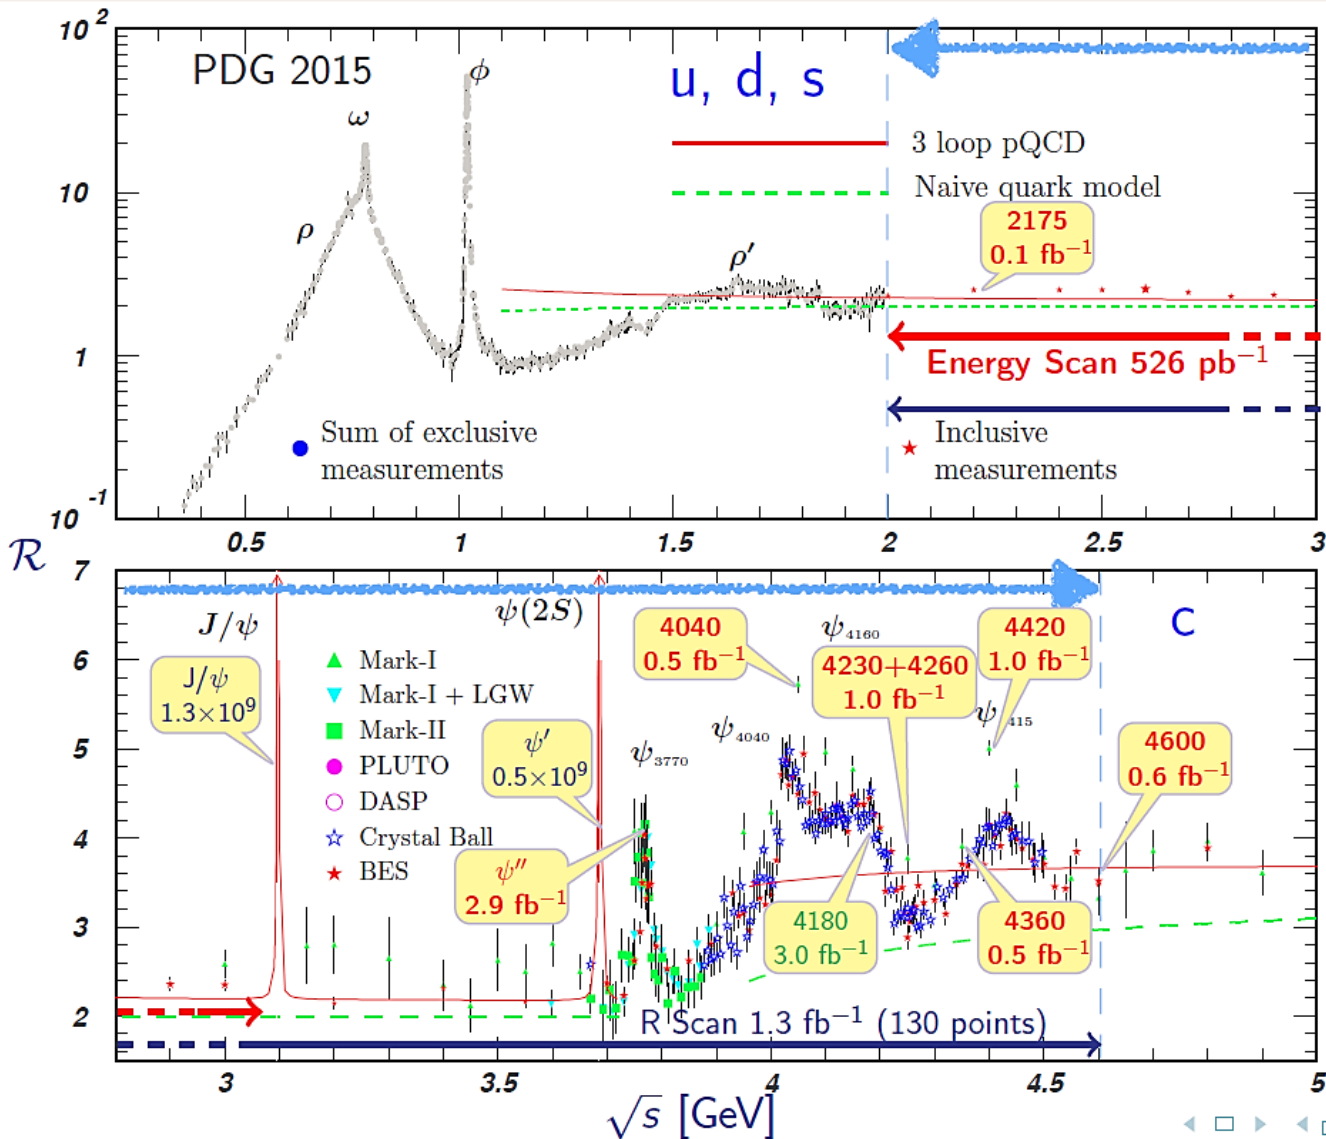 10 2
PDG 2015
ϕ
u, d, s
ω
3 loop pQCD
10
Naive quark model
2175
0.1 fb−1
ρ
ρ′
1
Energy Scan 526 pb−1
Sum of exclusive
measurements
Inclusive
measurements
10 -1
0.5 1 1.5 2 2.5 3
R
7
J/ψ
ψ(2S)
4040
0.5 fb−1
ψ4160
4420
1.0 fb−1
c
6
Mark-I
4230+4260
1.0 fb−1
J/ψ
1.3×10⁹
Mark-I + LGW
Mark-II
ψ 415
5
ψ4040
ψ3770
ψ′
0.5×10⁹
4600
0.6 fb−1
PLUTO
DASP
4
Crystal Ball
BES
ψ′′
2.9 fb−1
3
4180
3.0 fb−1
4360
0.5 fb−1
2
R Scan 1.3 fb−1 (130 points)
3 3.5 4 4.5 5
√s [GeV]